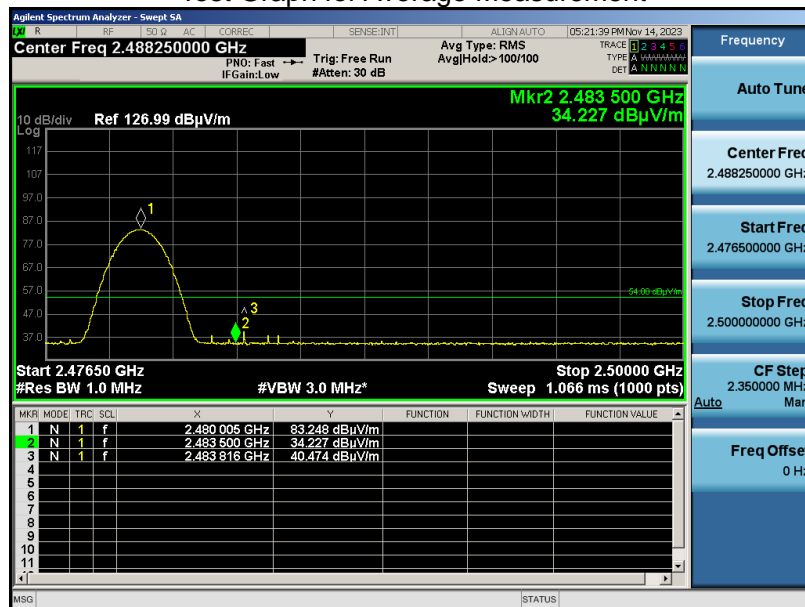 Test Graph for Average Measurement
Agilent Spectrum Analyzer - Swept SA
LXI R RF 50 Ω AC CORREC SENSE:INT ALIGN AUTO 05:21:39 PM Nov 14, 2023
Center Freq 2.488250000 GHz
PNO: Fast
IFGain:Low
Trig: Free Run
#Atten: 30 dB
Avg Type: RMS
Avg|Hold:>100/100
TRACE 1 2 3 4 5 6
TYPE A WWWWW
DET A N N N N N
Mkr2 2.483 500 GHz
34.227 dBµV/m
10 dB/div Ref 126.99 dBµV/m
Log
117
107
97.0
87.0
77.0
67.0
57.0
47.0
37.0
1
2
3
54.00 dBµV/m
Start 2.47650 GHz Stop 2.50000 GHz
#Res BW 1.0 MHz #VBW 3.0 MHz* Sweep 1.066 ms (1000 pts)
MKR MODE TRC SCL X Y FUNCTION FUNCTION WIDTH FUNCTION VALUE
1 N 1 f 2.480 005 GHz 83.248 dBµV/m
2 N 1 f 2.483 500 GHz 34.227 dBµV/m
3 N 1 f 2.483 816 GHz 40.474 dBµV/m
4
5
6
7
8
9
10
11
MSG STATUS
Frequency
Auto Tune
Center Freq
2.488250000 GHz
Start Freq
2.476500000 GHz
Stop Freq
2.500000000 GHz
CF Step
2.350000 MHz
Auto Man
Freq Offset
0 Hz